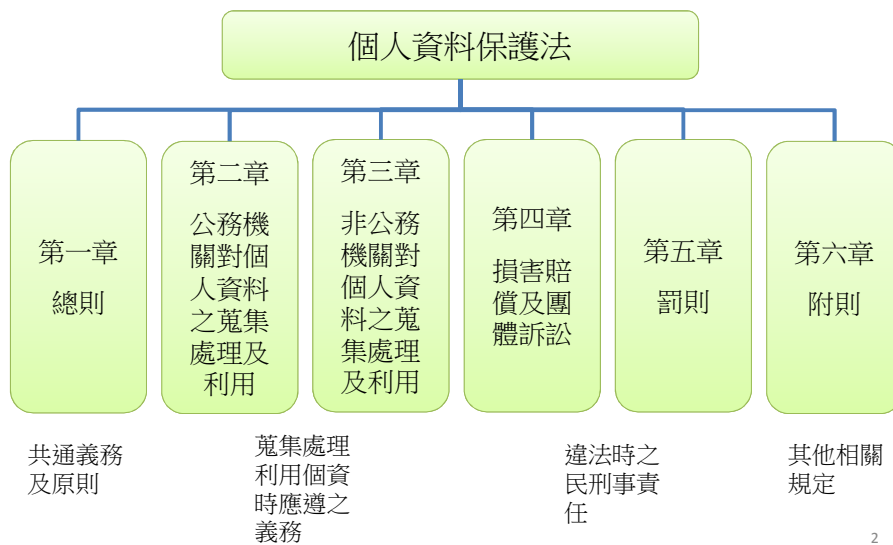 個人資料保護法
第一章
總則
第二章
公務機
關對個
人資料
之蒐集
處理及
利用
第三章
非公務
機關對
個人資
料之蒐
集處理
及利用
第四章
損害賠
償及團
體訴訟
第五章
罰則
第六章
附則
共通義務
及原則
蒐集處理
利用個資
時應遵之
義務
違法時之
民刑事責
任
其他相關
規定
2